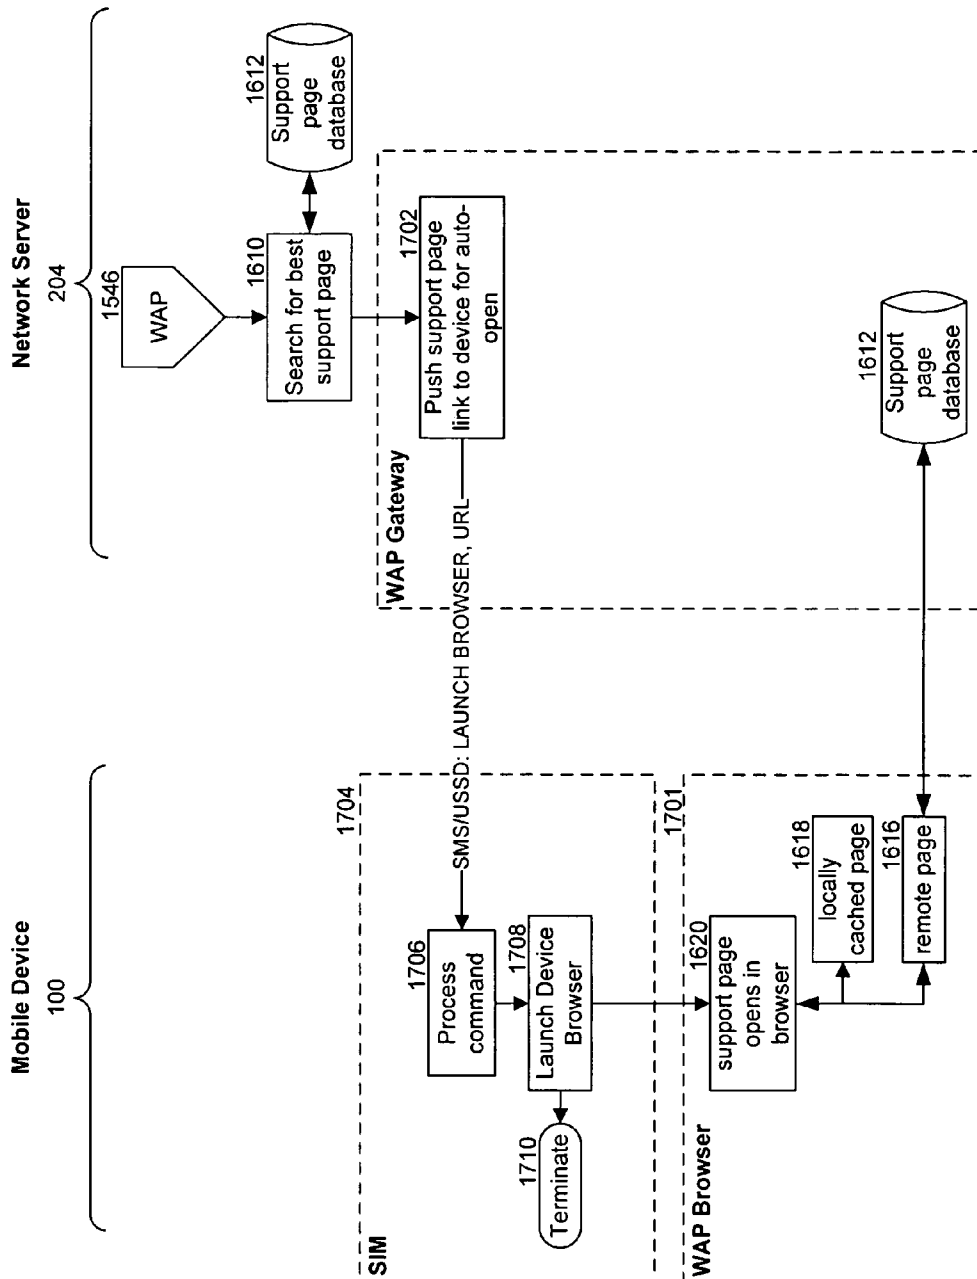 Mobile Device
100
Network Server
204
1546
WAP
1610
Search for best
support page
1612
Support
page
database
1702
Push support page
link to device for auto-
open
WAP Gateway
SMS/USSD: LAUNCH BROWSER, URL
1704
1706
Process
command
1708
Launch Device
Browser
1710
Terminate
SIM
1701
1620
support page
opens in
browser
1618
locally
cached page
1616
remote page
1612
Support
page
database
WAP Browser